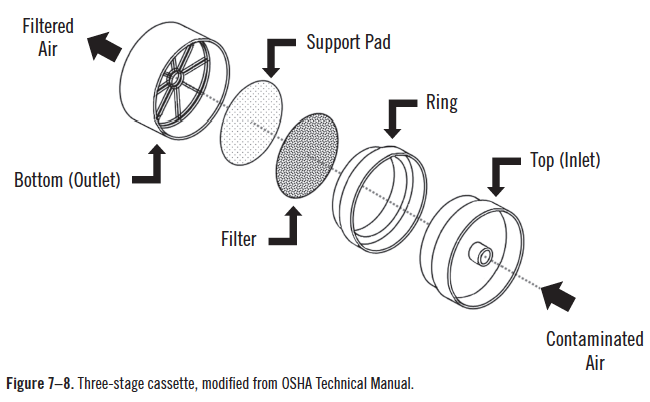 Filtered
Air
Support Pad
Ring
Top (Inlet)
Bottom (Outlet)
Filter
Contaminated
Air
Figure 7–8. Three-stage cassette, modified from OSHA Technical Manual.